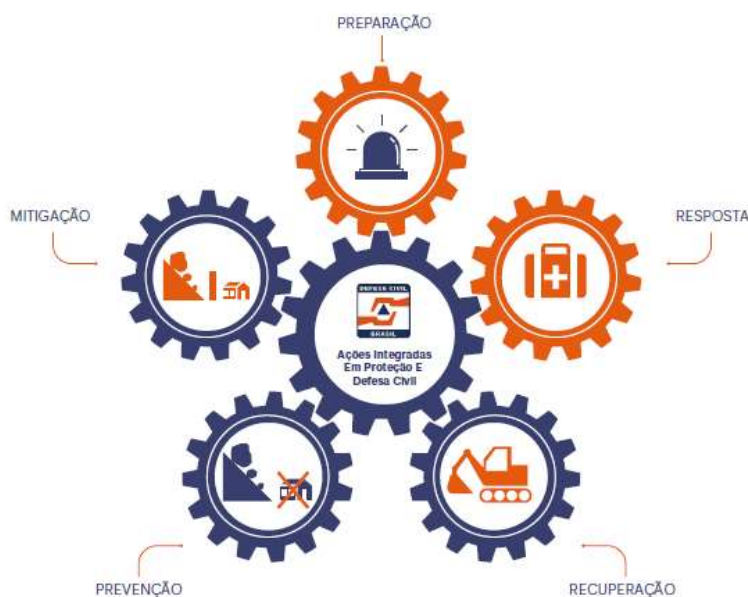 PREPARAÇÃO
MITIGAÇÃO
RESPOSTA
DEFESA CIVIL
BRASIL
Ações Integradas
Em Proteção E
Defesa Civil
PREVENÇÃO
RECUPERAÇÃO